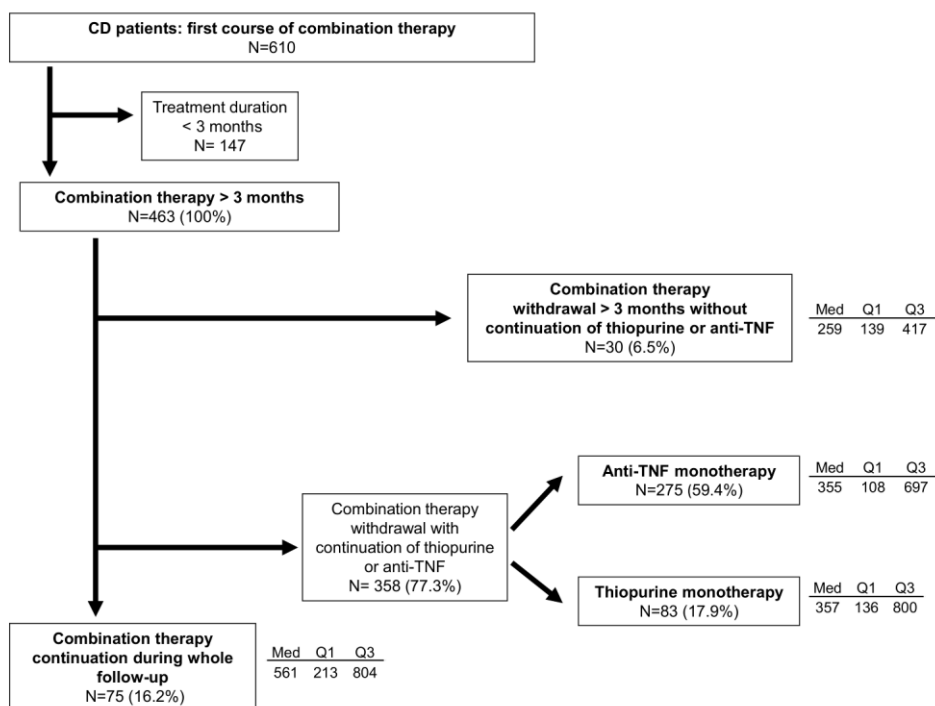 CD patients: first course of combination therapy
N=610
Treatment duration
< 3 months
N= 147
Combination therapy > 3 months
N=463 (100%)
Combination therapy
withdrawal > 3 months without
continuation of thiopurine or anti-TNF
N=30 (6.5%)
Med Q1 Q3
259 139 417
Anti-TNF monotherapy
N=275 (59.4%)
Med Q1 Q3
355 108 697
Combination therapy
withdrawal with
continuation of thiopurine
or anti-TNF
N= 358 (77.3%)
Thiopurine monotherapy
N=83 (17.9%)
Med Q1 Q3
357 136 800
Combination therapy
continuation during whole
follow-up
N=75 (16.2%)
Med Q1 Q3
561 213 804